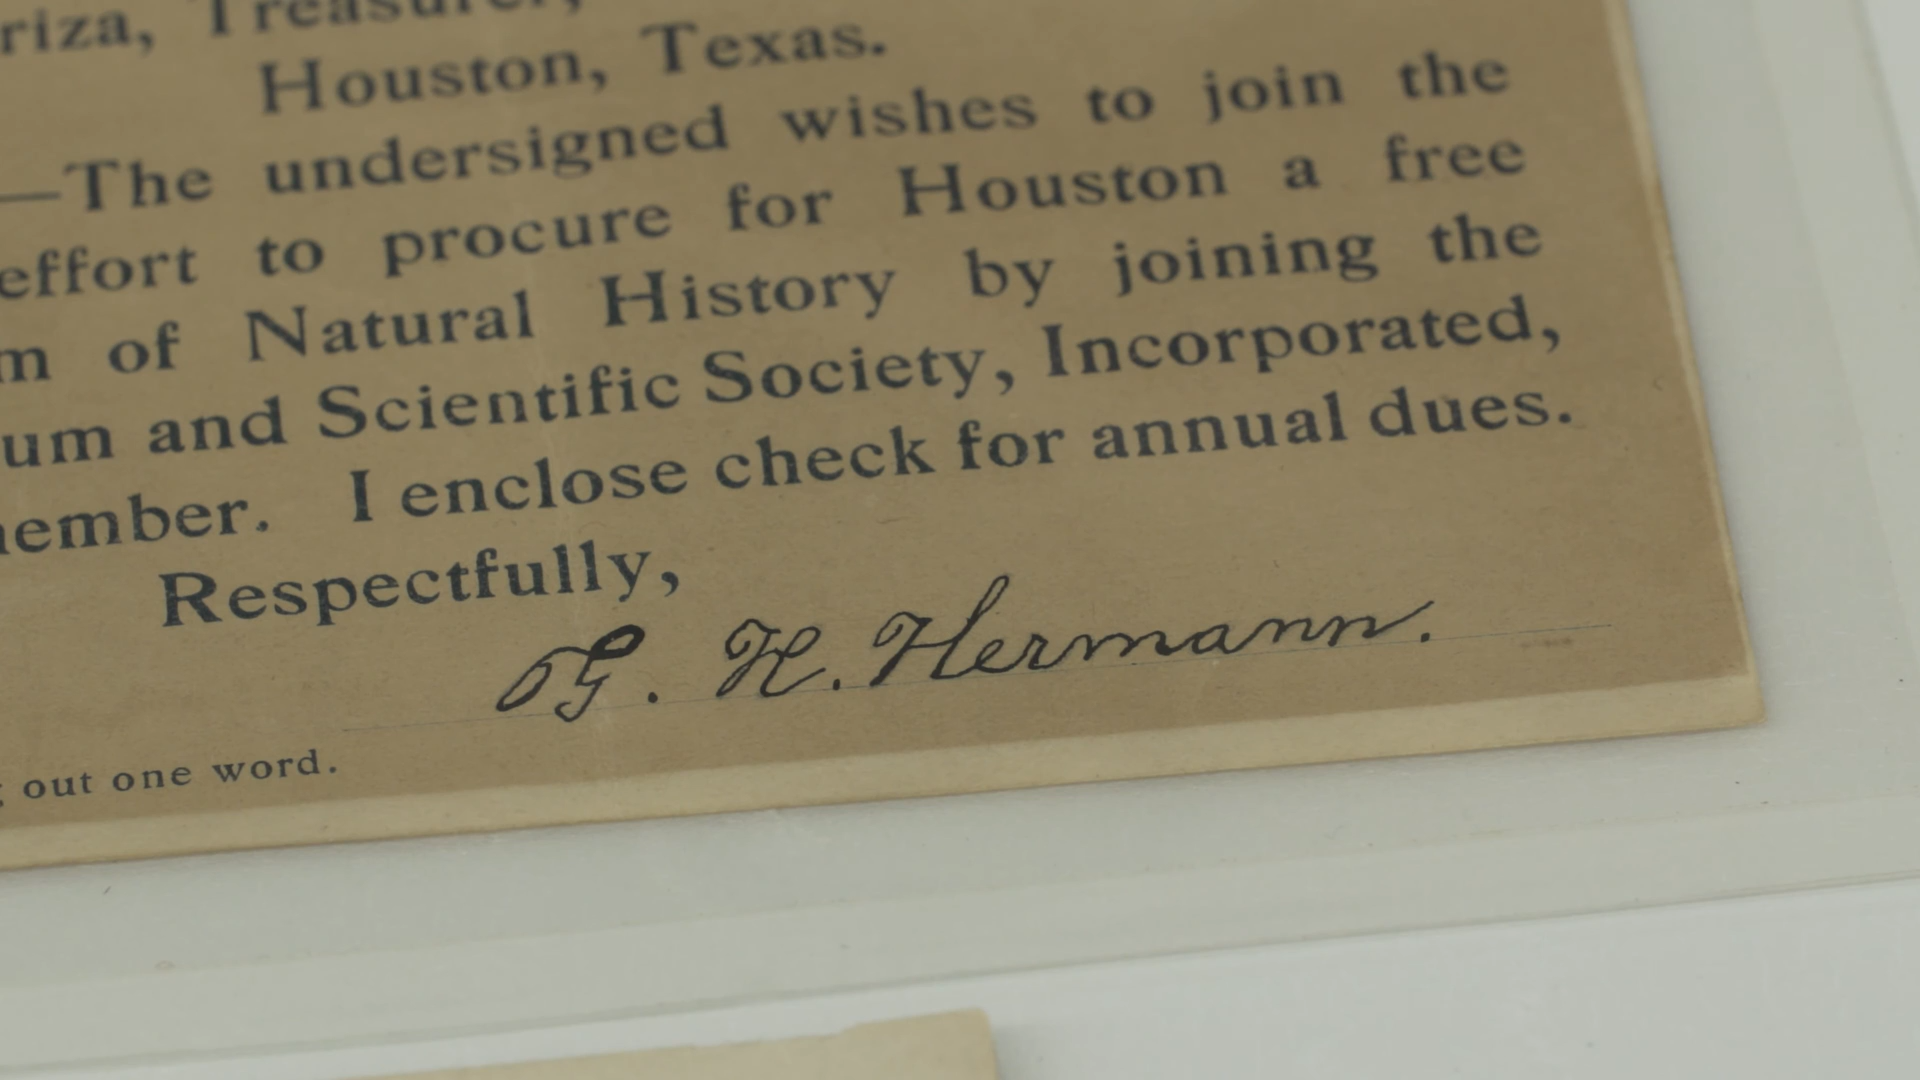 riza, Treasurer,
Houston, Texas.
—The undersigned wishes to join the
effort to procure for Houston a free
m of Natural History by joining the
um and Scientific Society, Incorporated,
ember. I enclose check for annual dues.
Respectfully,
G. H. Hermann.
out one word.